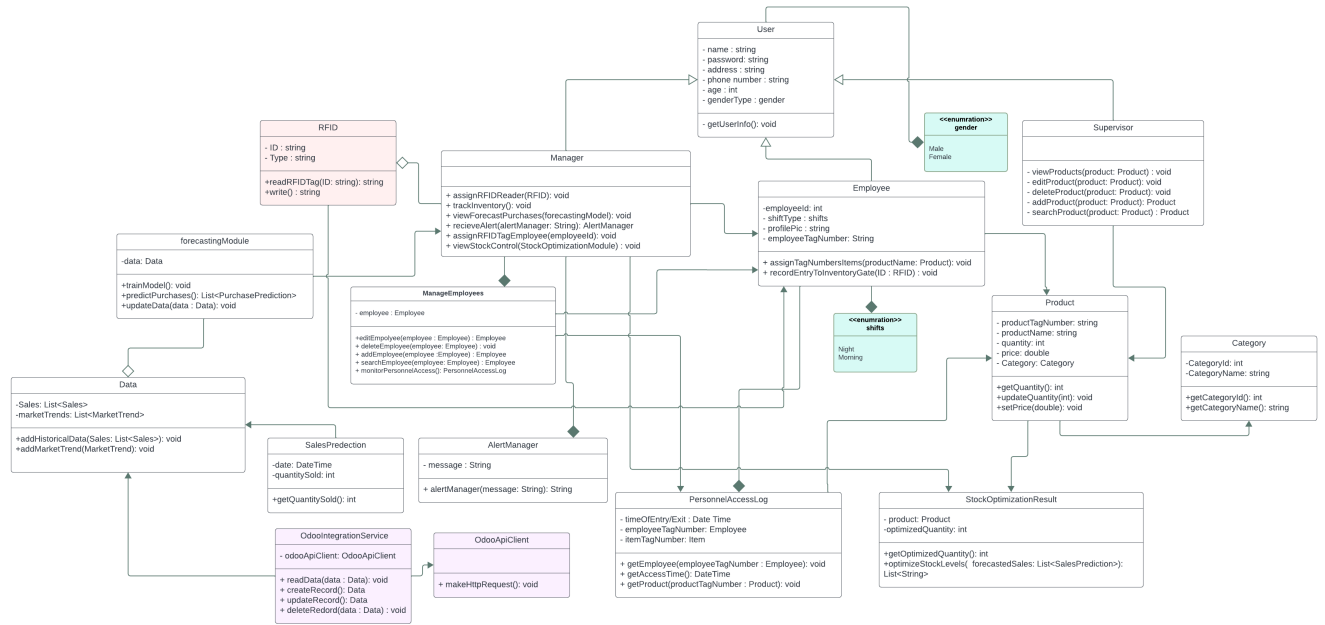 User
- name : string
- password: string
- address : string
- phone number : string
- age : int
- genderType : gender
- getUserInfo(): void
<<enumration>>
gender
Male
Female
RFID
- ID : string
- Type : string
+readRFIDTag(ID: string): string
+write() : string
Manager
+ assignRFIDReader(RFID): void
+ trackInventory(): void
+ viewForecastPurchases(forecastingModel): void
+ recieveAlert(alertManager: String): AlertManager
+ assignRFIDTagEmployee(employeeId): void
+ viewStockControl(StockOptimizationModule) : void
Supervisor
- viewProducts(product: Product) : void
- editProduct(product: Product): void
- deleteProduct(product: Product): void
- addProduct(product: Product): Product
- searchProduct(product: Product) : Product
Employee
-employeeId: int
- shiftType : shifts
- profilePic : string
- employeeTagNumber: String
+ assignTagNumbersItems(productName: Product): void
+ recordEntryToInventoryGate(ID : RFID) : void
forecastingModule
-data: Data
+trainModel(): void
+predictPurchases(): List<PurchasePrediction>
+updateData(data : Data): void
ManageEmployees
- employee : Employee
+editEmpolyee(employee : Employee) : Employee
+ deleteEmployee(employee: Employee) : void
+ addEmployee(employee :Employee) : Employee
+ searchEmployee(employee: Employee) : Employee
+ monitorPersonnelAccess(): PersonnelAccessLog
<<enumration>>
shifts
Night
Morning
Product
- productTagNumber: string
- productName: string
- quantity: int
- price: double
- Category: Category
+getQuantity(): int
+updateQuantity(int): void
+setPrice(double): void
Category
-CategoryId: int
-CategoryName: string
+getCategoryId(): int
+getCategoryName(): string
Data
-Sales: List<Sales>
-marketTrends: List<MarketTrend>
+addHistoricalData(Sales: List<Sales>): void
+addMarketTrend(MarketTrend): void
SalesPredection
-date: DateTime
-quantitySold: int
+getQuantitySold(): int
AlertManager
- message : String
+ alertManager(message: String): String
PersonnelAccessLog
- timeOfEntry/Exit : Date Time
- employeeTagNumber: Employee
- itemTagNumber: Item
+ getEmployee(employeeTagNumber : Employee): void
+ getAccessTime(): DateTime
+ getProduct(productTagNumber : Product): void
StockOptimizationResult
- product: Product
-optimizedQuantity: int
+getOptimizedQuantity(): int
+optimizeStockLevels( forecastedSales: List<SalesPrediction>):
List<String>
OdooIntegrationService
- odooApiClient: OdooApiClient
+ readData(data : Data): void
+ createRecord(): Data
+ updateRecord(): Data
+ deleteRedord(data : Data) : void
OdooApiClient
+ makeHttpRequest(): void